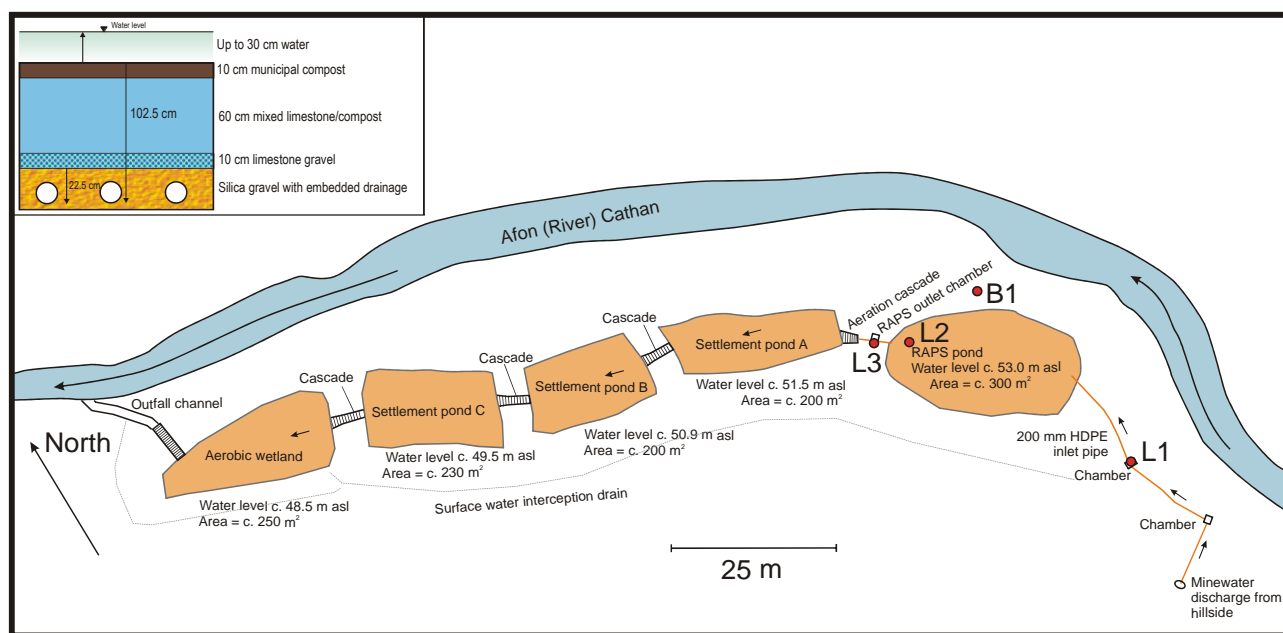 Water level
Up to 30 cm water
10 cm municipal compost
102.5 cm
60 cm mixed limestone/compost
10 cm limestone gravel
22.5 cm
Silica gravel with embedded drainage
Afon (River) Cathan
Aeration cascade
RAPS outlet chamber
B1
L2
L3
RAPS pond
Water level c. 53.0 m asl
Area = c. 300 m²
Cascade
Settlement pond A
Water level c. 51.5 m asl
Area = c. 200 m²
Cascade
Settlement pond B
Water level c. 50.9 m asl
Area = c. 200 m²
Cascade
Settlement pond C
Water level c. 49.5 m asl
Area = c. 230 m²
Outfall channel
Aerobic wetland
Water level c. 48.5 m asl
Area = c. 250 m²
North
Surface water interception drain
200 mm HDPE
inlet pipe
L1
Chamber
Chamber
25 m
Minewater
discharge from
hillside